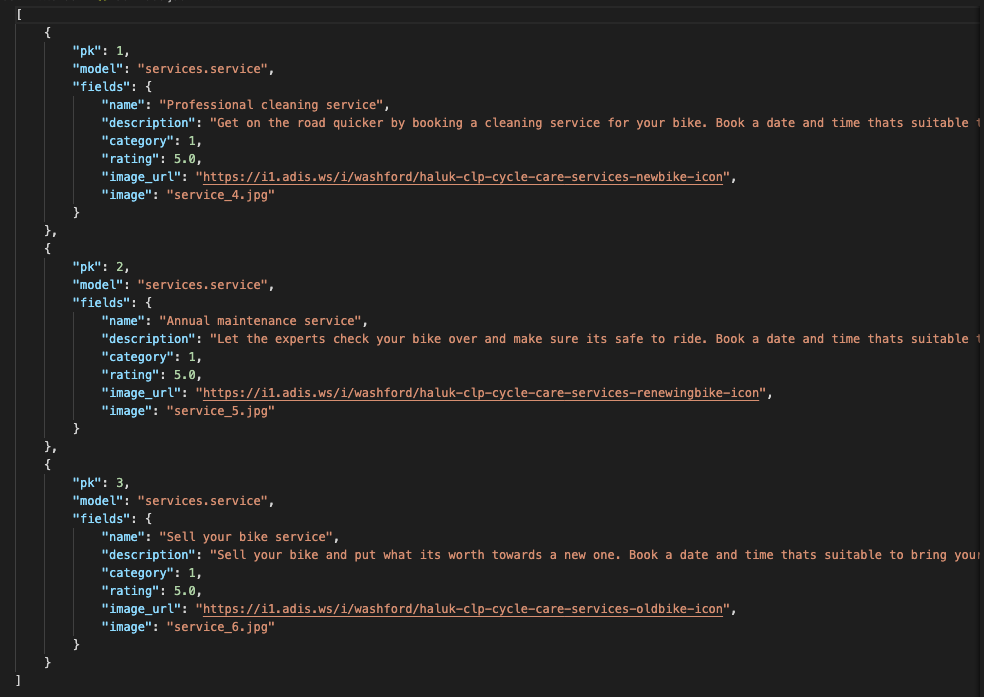 [
    {
        "pk": 1,
        "model": "services.service",
        "fields": {
            "name": "Professional cleaning service",
            "description": "Get on the road quicker by booking a cleaning service for your bike. Book a date and time thats suitable
            "category": 1,
            "rating": 5.0,
            "image_url": "https://i1.adis.ws/i/washford/haluk-clp-cycle-care-services-newbike-icon",
            "image": "service_4.jpg"
        }
    },
    {
        "pk": 2,
        "model": "services.service",
        "fields": {
            "name": "Annual maintenance service",
            "description": "Let the experts check your bike over and make sure its safe to ride. Book a date and time thats suitable
            "category": 1,
            "rating": 5.0,
            "image_url": "https://i1.adis.ws/i/washford/haluk-clp-cycle-care-services-renewingbike-icon",
            "image": "service_5.jpg"
        }
    },
    {
        "pk": 3,
        "model": "services.service",
        "fields": {
            "name": "Sell your bike service",
            "description": "Sell your bike and put what its worth towards a new one. Book a date and time thats suitable to bring your
            "category": 1,
            "rating": 5.0,
            "image_url": "https://i1.adis.ws/i/washford/haluk-clp-cycle-care-services-oldbike-icon",
            "image": "service_6.jpg"
        }
    }
]